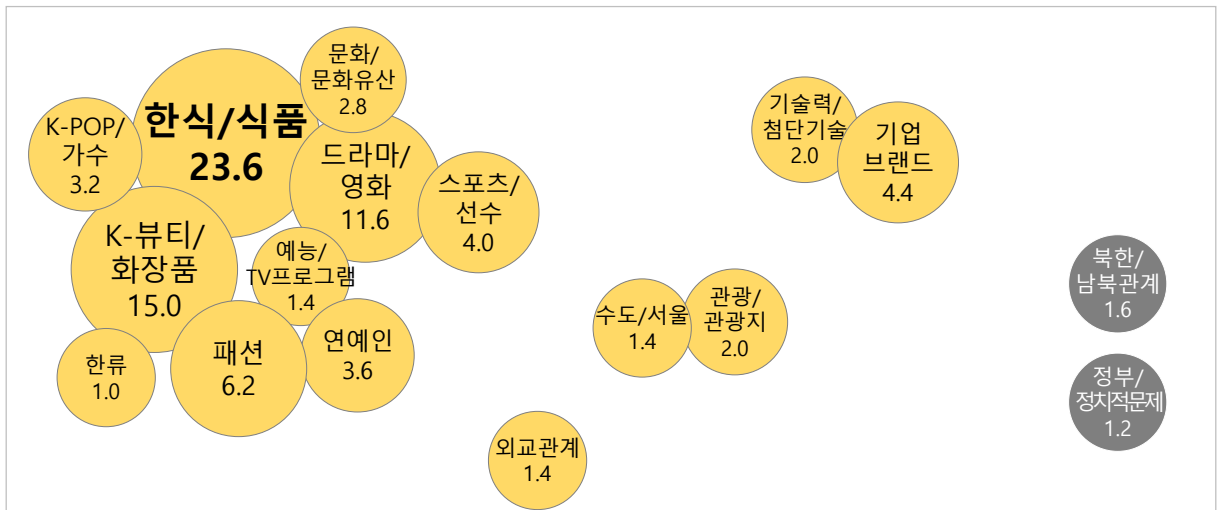 문화/
문화유산
2.8
한식/식품
23.6
K-POP/
가수
3.2
드라마/
영화
11.6
스포츠/
선수
4.0
K-뷰티/
화장품
15.0
예능/
TV프로그램
1.4
한류
1.0
패션
6.2
연예인
3.6
기술력/
첨단기술
2.0
기업
브랜드
4.4
수도/서울
1.4
관광/
관광지
2.0
외교관계
1.4
북한/
남북관계
1.6
정부/
정치적문제
1.2